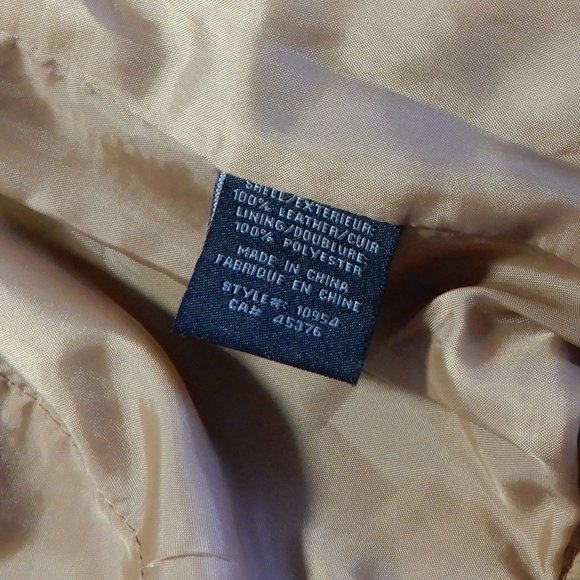 SHELL/EXTERIEUR:
100% LEATHER/CUIR
LINING/DOUBLURE:
100% POLYESTER
MADE IN CHINA
FABRIQUE EN CHINE
STYLE#: 10954
CA# 45376